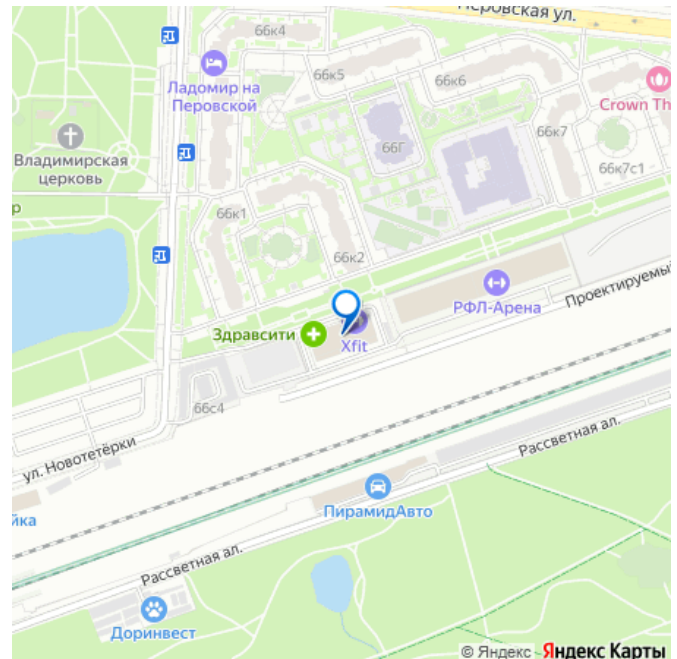 Перовская ул.
66к4
Ладомир на
Перовской
66к5
66к6
Crown Th
66Г
66к7
66к7с1
Владимирская
церковь
р
66к1
66к2
РФЛ-Арена
Проектируемый
Здравсити
Xfit
66с4
ул. Новотетёрки
Рассветная ал.
йка
ПирамидАвто
Рассветная ал.
Доринвест
© Яндекс Яндекс Карты